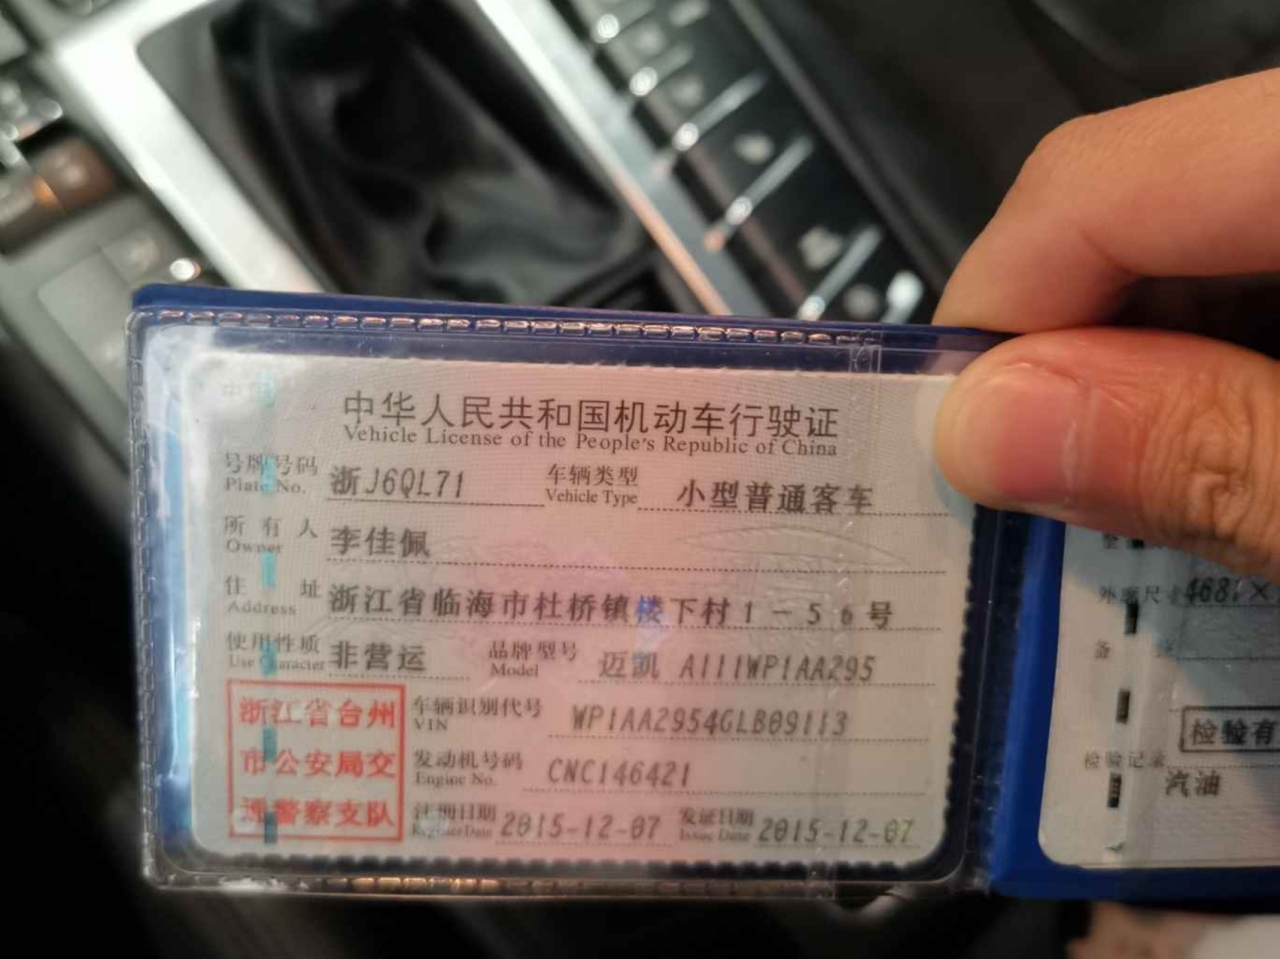 中华人民共和国机动车行驶证
Vehicle License of the People's Republic of China
号牌号码 浙J6QL71 车辆类型 小型普通客车
Plate No. Vehicle Type
所有人 李佳佩
Owner
住址 浙江省临海市杜桥镇楼下村1-56号
Address
使用性质 非营运 品牌型号 迈凯 A111WP1AA295
Use Character Model
浙江省台州
市公安局交
通警察支队
车辆识别代号 WP1AA2954GLB09113
VIN
发动机号码 CNC146421
Engine No.
注册日期 2015-12-07 发证日期 2015-12-07
Register Date Issue Date
外廓尺寸 468
备
检验有
检验记录
汽油